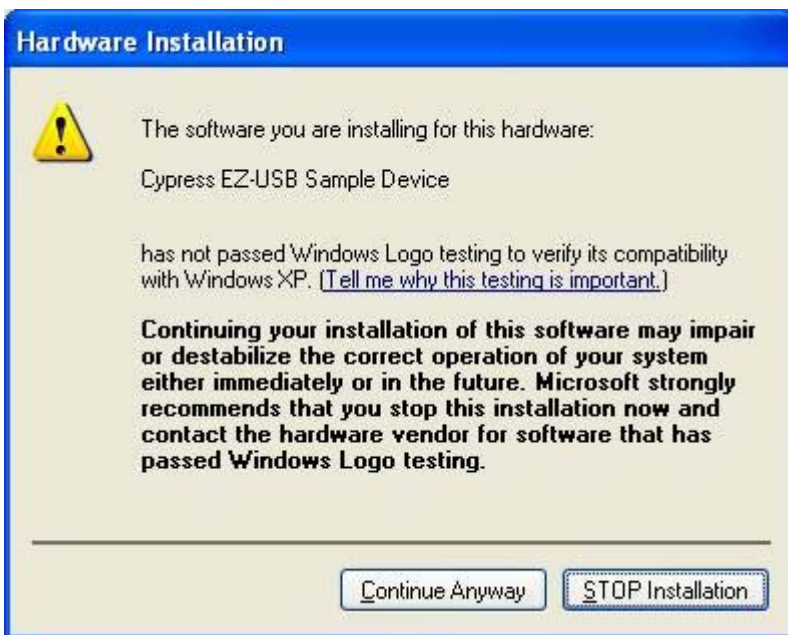 Hardware Installation
The software you are installing for this hardware:
Cypress EZ-USB Sample Device
has not passed Windows Logo testing to verify its compatibility
with Windows XP. (Tell me why this testing is important.)
Continuing your installation of this software may impair
or destabilize the correct operation of your system
either immediately or in the future. Microsoft strongly
recommends that you stop this installation now and
contact the hardware vendor for software that has
passed Windows Logo testing.
Continue Anyway
STOP Installation